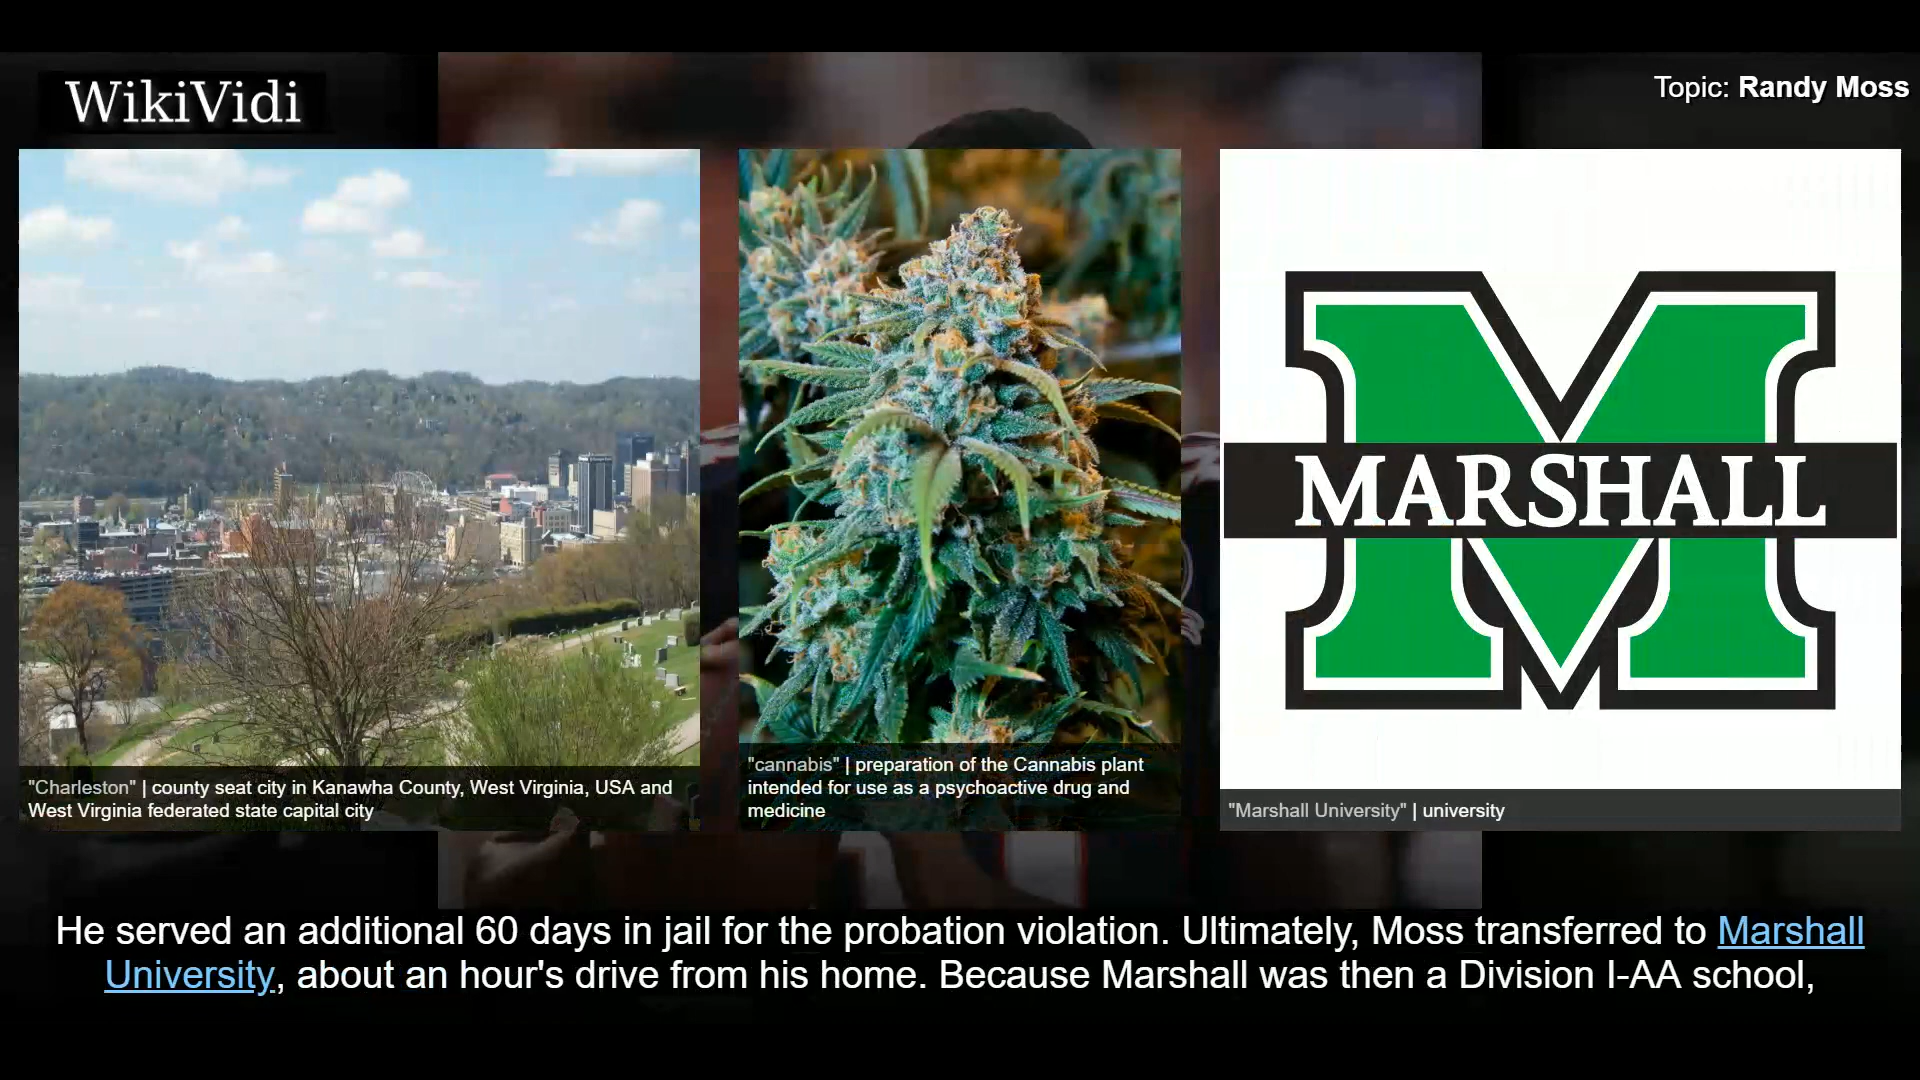 WikiVidi
Topic: Randy Moss
MARSHALL
"Charleston" | county seat city in Kanawha County, West Virginia, USA and
West Virginia federated state capital city
"cannabis" | preparation of the Cannabis plant
intended for use as a psychoactive drug and
medicine
"Marshall University" | university
He served an additional 60 days in jail for the probation violation. Ultimately, Moss transferred to Marshall
University, about an hour's drive from his home. Because Marshall was then a Division I-AA school,